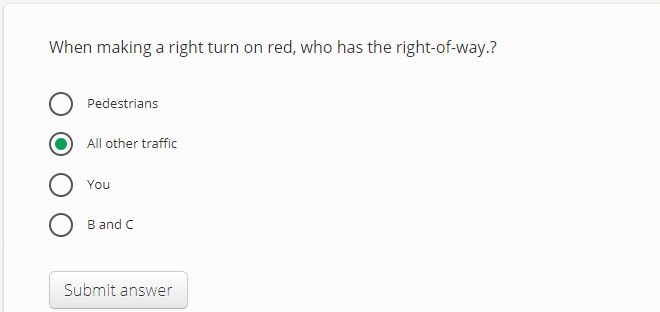 When making a right turn on red, who has the right-of-way.?
Pedestrians
All other traffic
You
B and C
Submit answer